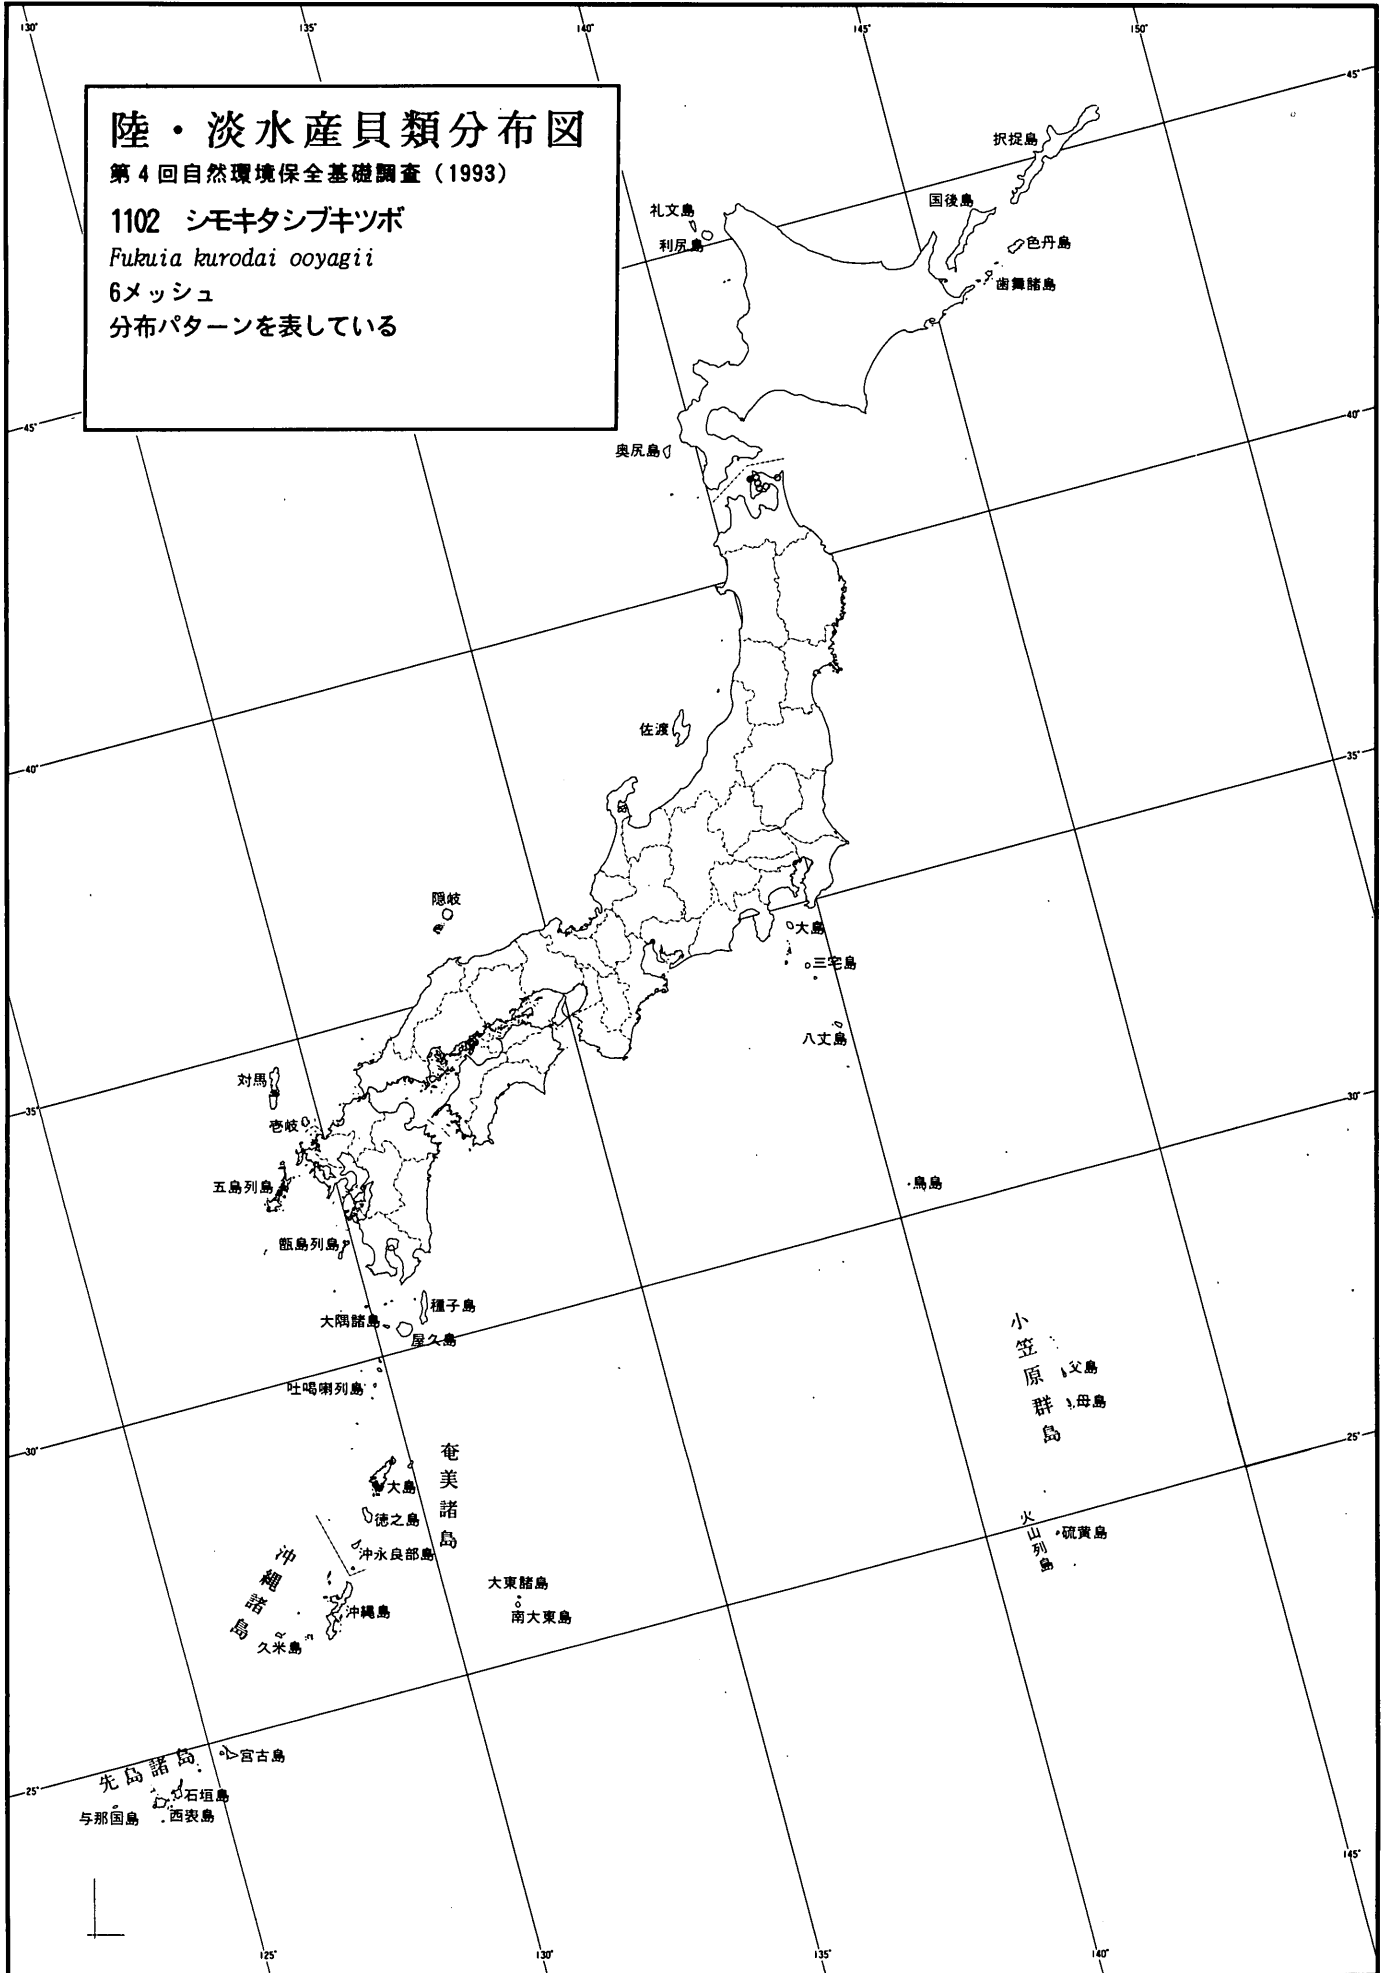 130°
135°
140°
145°
150°
陸・淡水産貝類分布図
第4回自然環境保全基礎調査（1993）
1102 シモキタシブキツボ
Fukuia kurodai ooyagii
6メッシュ
分布パターンを表している
45°
択捉島
国後島
礼文島
利尻島
色丹島
歯舞諸島
40°
45°
奥尻島
佐渡
35°
40°
隠岐
大島
三宅島
八丈島
対馬
30°
35°
壱岐
五島列島
鳥島
甑島列島
種子島
大隅諸島
屋久島
小笠原群島
父島
吐喝喇列島
母島
25°
30°
奄美諸島
大島
徳之島
火山列島
硫黄島
沖永良部島
沖縄諸島
大東諸島
沖縄島
南大東島
久米島
先島諸島
宮古島
25°
石垣島
与那国島
西表島
145°
125°
130°
135°
140°